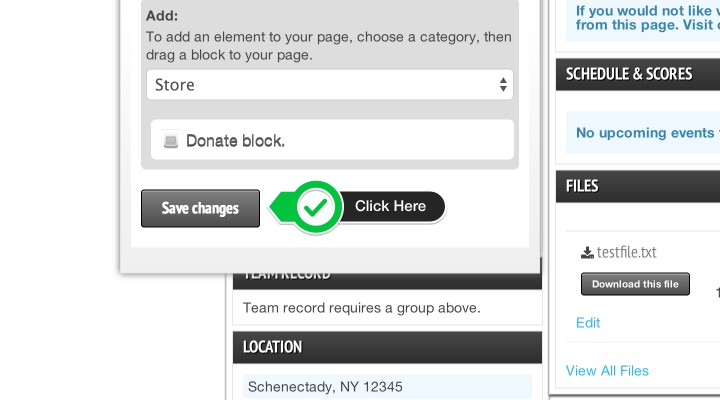 Add:
To add an element to your page, choose a category, then
drag a block to your page.
Store
Donate block.
Save changes
Click Here
TEAM RECORD
Team record requires a group above.
LOCATION
Schenectady, NY 12345
If you would not like
from this page. Visit
SCHEDULE & SCORES
No upcoming events
FILES
testfile.txt
Download this file
Edit
View All Files